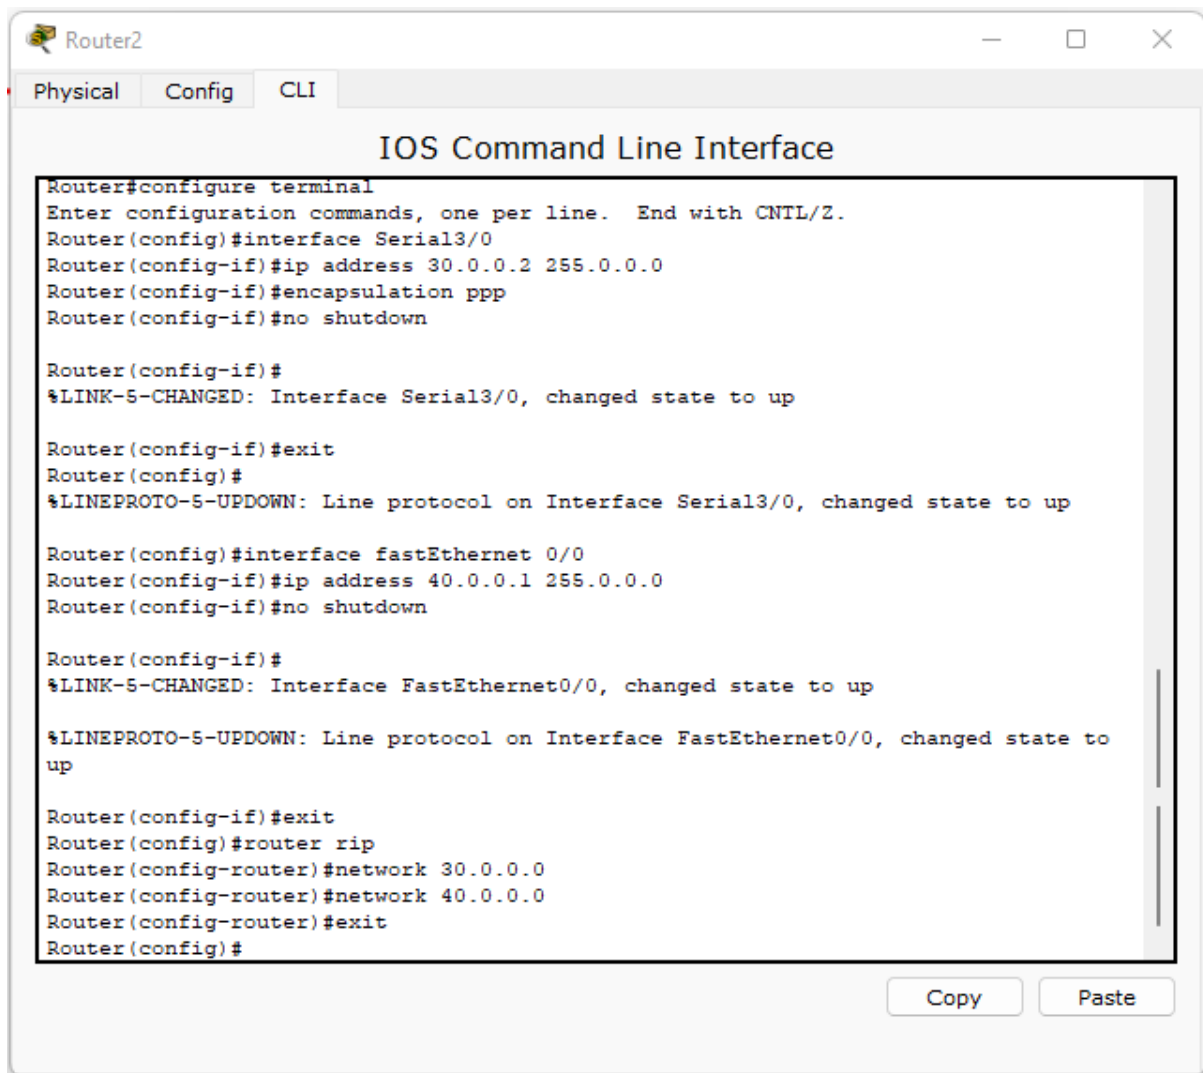 Router2
Physical Config CLI
IOS Command Line Interface
Router#configure terminal
Enter configuration commands, one per line.  End with CNTL/Z.
Router(config)#interface Serial3/0
Router(config-if)#ip address 30.0.0.2 255.0.0.0
Router(config-if)#encapsulation ppp
Router(config-if)#no shutdown
Router(config-if)#
%LINK-5-CHANGED: Interface Serial3/0, changed state to up
Router(config-if)#exit
Router(config)#
%LINEPROTO-5-UPDOWN: Line protocol on Interface Serial3/0, changed state to up
Router(config)#interface fastEthernet 0/0
Router(config-if)#ip address 40.0.0.1 255.0.0.0
Router(config-if)#no shutdown
Router(config-if)#
%LINK-5-CHANGED: Interface FastEthernet0/0, changed state to up
%LINEPROTO-5-UPDOWN: Line protocol on Interface FastEthernet0/0, changed state to
up
Router(config-if)#exit
Router(config)#router rip
Router(config-router)#network 30.0.0.0
Router(config-router)#network 40.0.0.0
Router(config-router)#exit
Router(config)#
Copy Paste